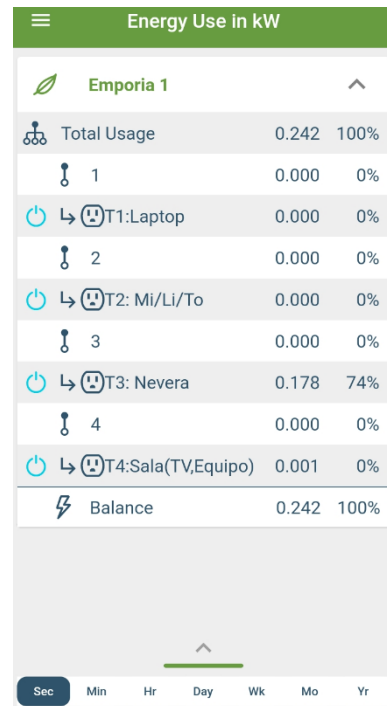 Energy Use in kW
Emporia 1
Total Usage 0.242 100%
1 0.000 0%
T1:Laptop 0.000 0%
2 0.000 0%
T2: Mi/Li/To 0.000 0%
3 0.000 0%
T3: Nevera 0.178 74%
4 0.000 0%
T4:Sala(TV,Equipo) 0.001 0%
Balance 0.242 100%
Sec Min Hr Day Wk Mo Yr